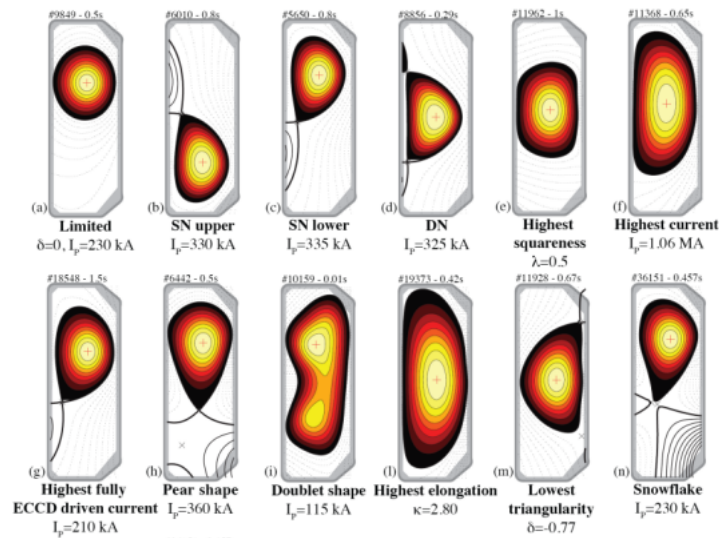 #9849 - 0.5s
#6010 - 0.8s
#5650 - 0.8s
#8856 - 0.29s
#11962 - 1s
#11368 - 0.65s
(a)
(b)
(c)
(d)
(e)
(f)
Limited
δ=0, Iₚ=230 kA
SN upper
Iₚ=330 kA
SN lower
Iₚ=335 kA
DN
Iₚ=325 kA
Highest
squareness
λ=0.5
Highest current
Iₚ=1.06 MA
#18548 - 1.5s
#6442 - 0.5s
#10159 - 0.01s
#19373 - 0.42s
#11928 - 0.67s
#36151 - 0.457s
(g)
(h)
(i)
(l)
(m)
(n)
Highest fully
ECCD driven current
Iₚ=210 kA
Pear shape
Iₚ=360 kA
Doublet shape
Iₚ=115 kA
Highest elongation
κ=2.80
Lowest
triangularity
δ=-0.77
Snowflake
Iₚ=230 kA